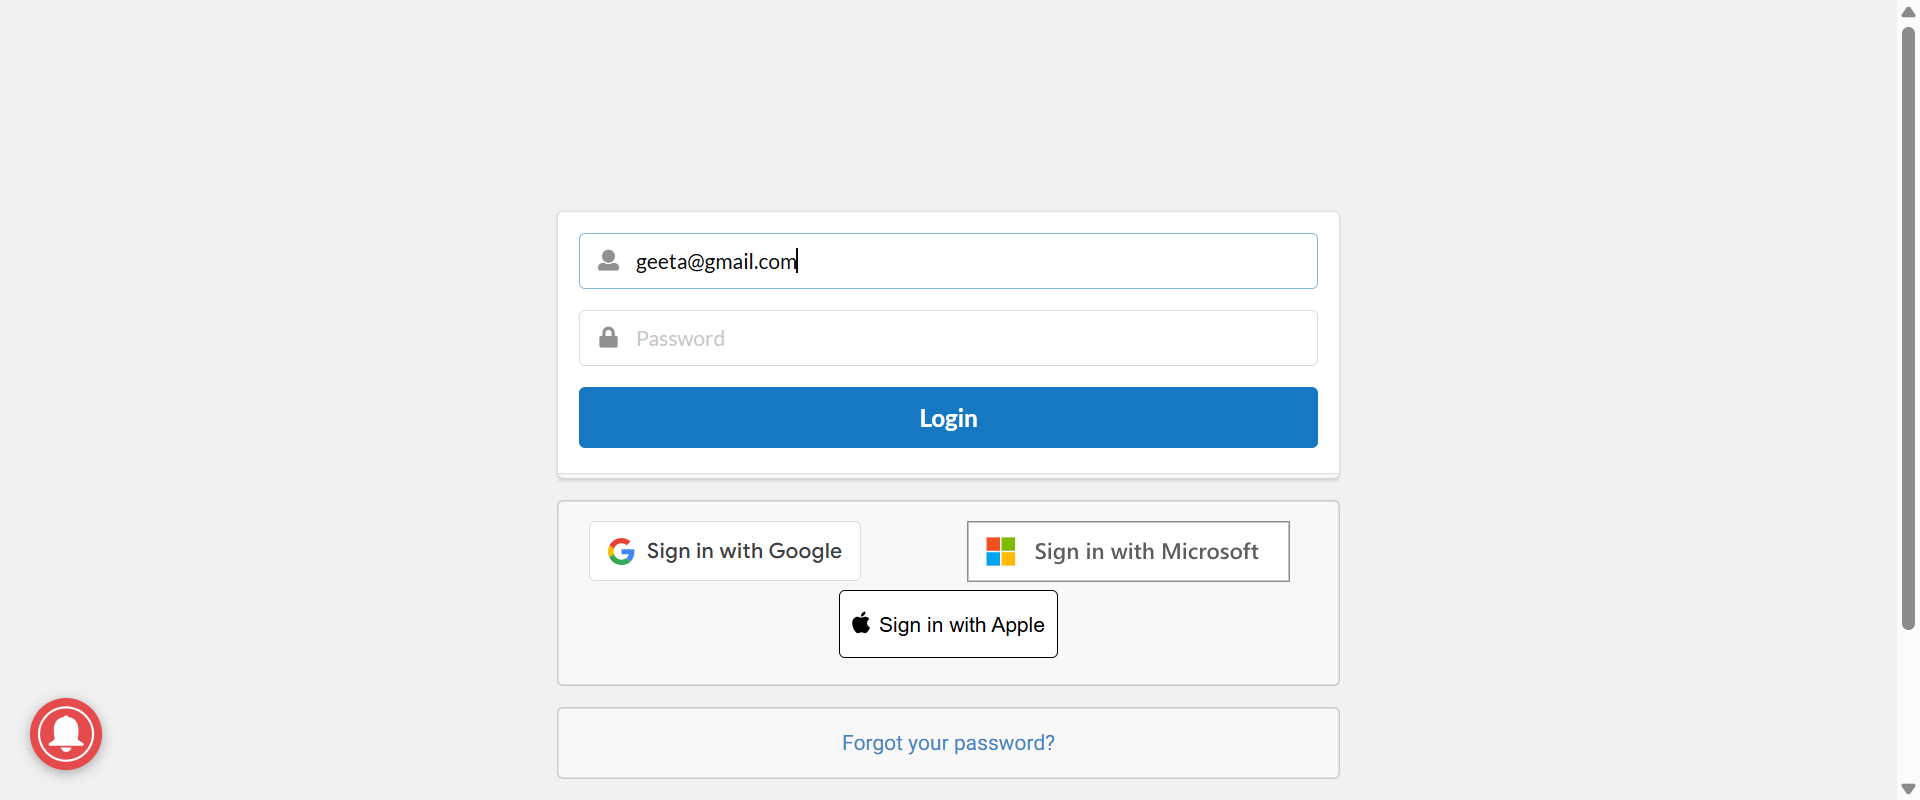 geeta@gmail.com
Password
Login
Sign in with Google
Sign in with Microsoft
Sign in with Apple
Forgot your password?